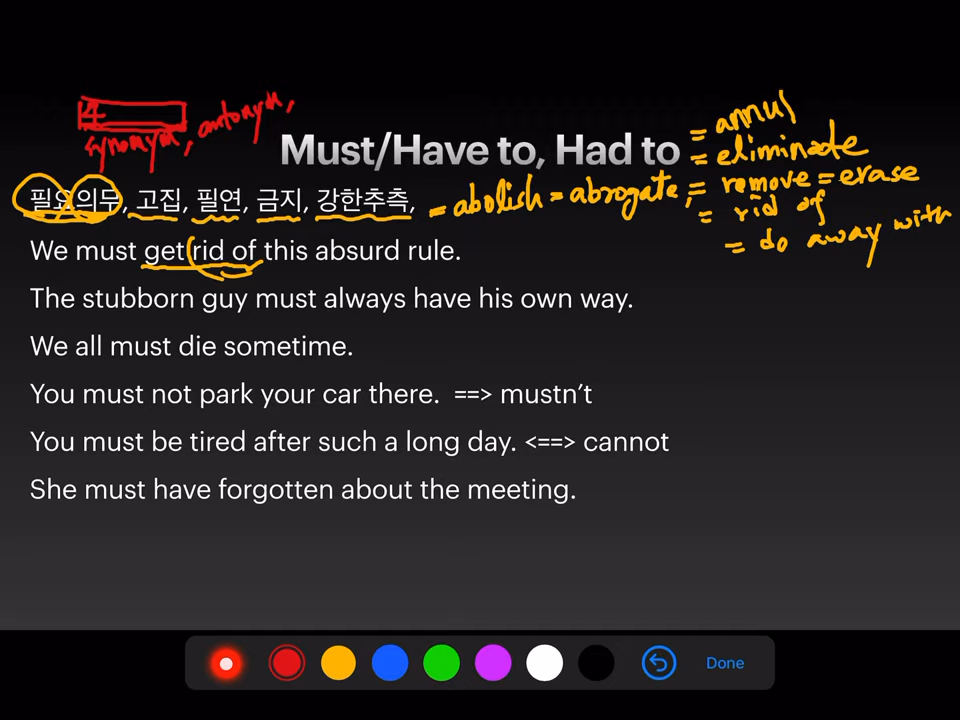 4
synonym, antonym,
Must/Have to, Had to
= annul
= eliminate
필요의무, 고집, 필연, 금지, 강한추측,
= abolish = abrogate, = remove = erase
= rid of
= do away with
We must get rid of this absurd rule.
The stubborn guy must always have his own way.
We all must die sometime.
You must not park your car there. ==> mustn’t
You must be tired after such a long day. <==> cannot
She must have forgotten about the meeting.
Done